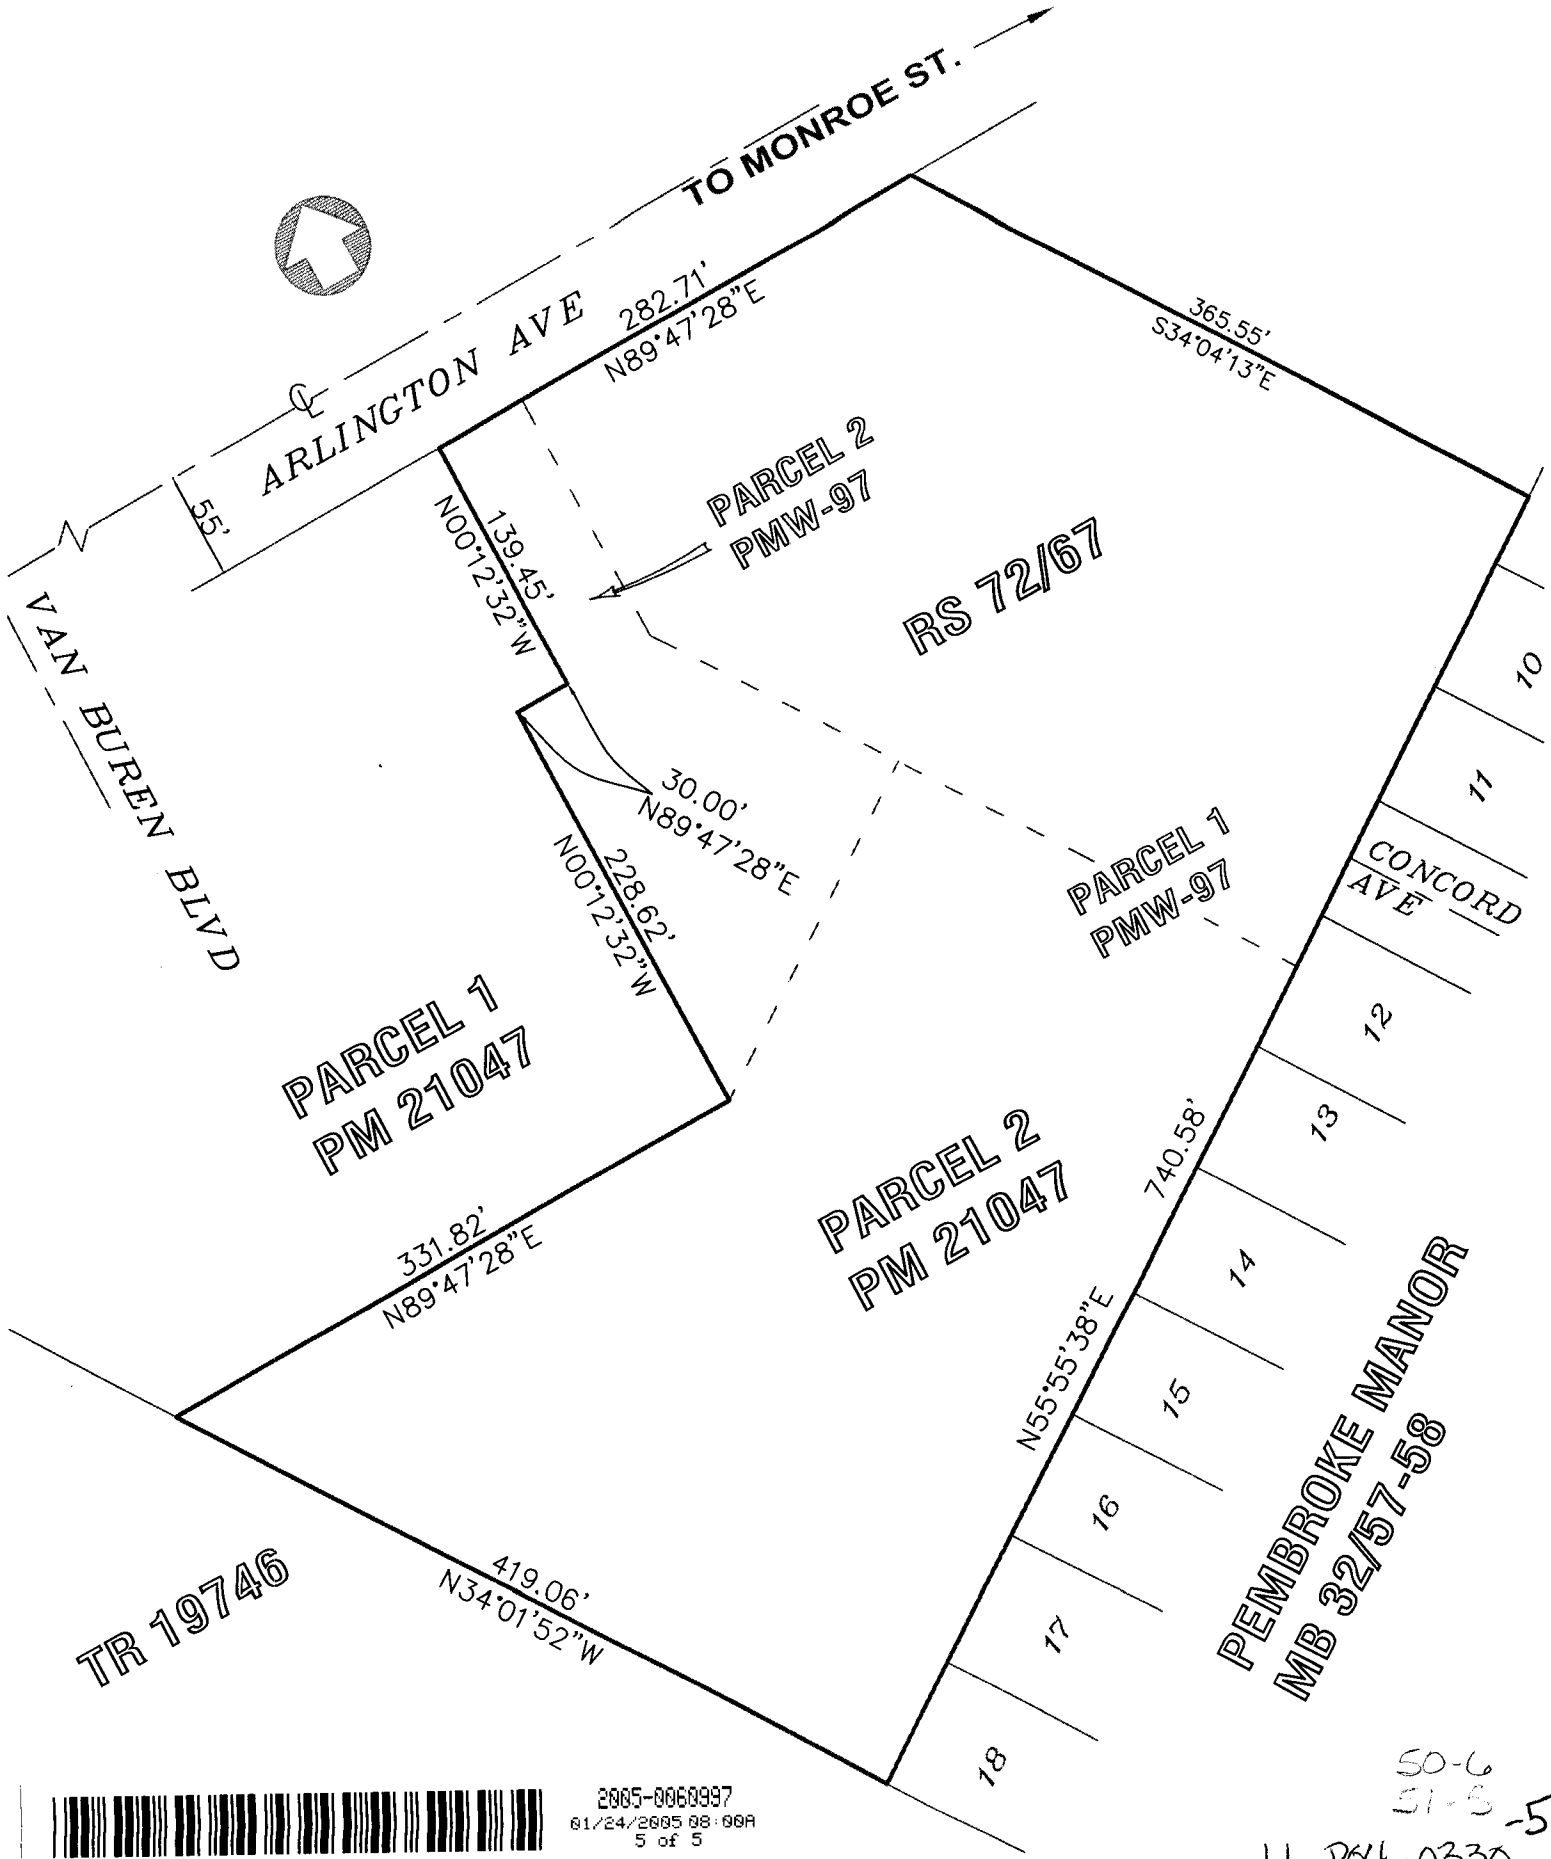 TO MONROE ST.
℄
ARLINGTON AVE
55'
282.71'
N89°47'28"E
365.55'
S34°04'13"E
139.45'
N00°12'32"W
PARCEL 2
PMW-97
RS 72/67
VAN BUREN BLVD
30.00'
N89°47'28"E
228.62'
N00°12'32"W
PARCEL 1
PMW-97
10
11
CONCORD
AVE
12
13
14
15
16
17
18
PARCEL 1
PM 21047
PARCEL 2
PM 21047
740.58'
N55°55'38"E
331.82'
N89°47'28"E
PEMBROKE MANOR
MB 32/57-58
419.06'
N34°01'52"W
TR 19746
2005-0060997
01/24/2005 08:00A
5 of 5
50-6
51-5
-5